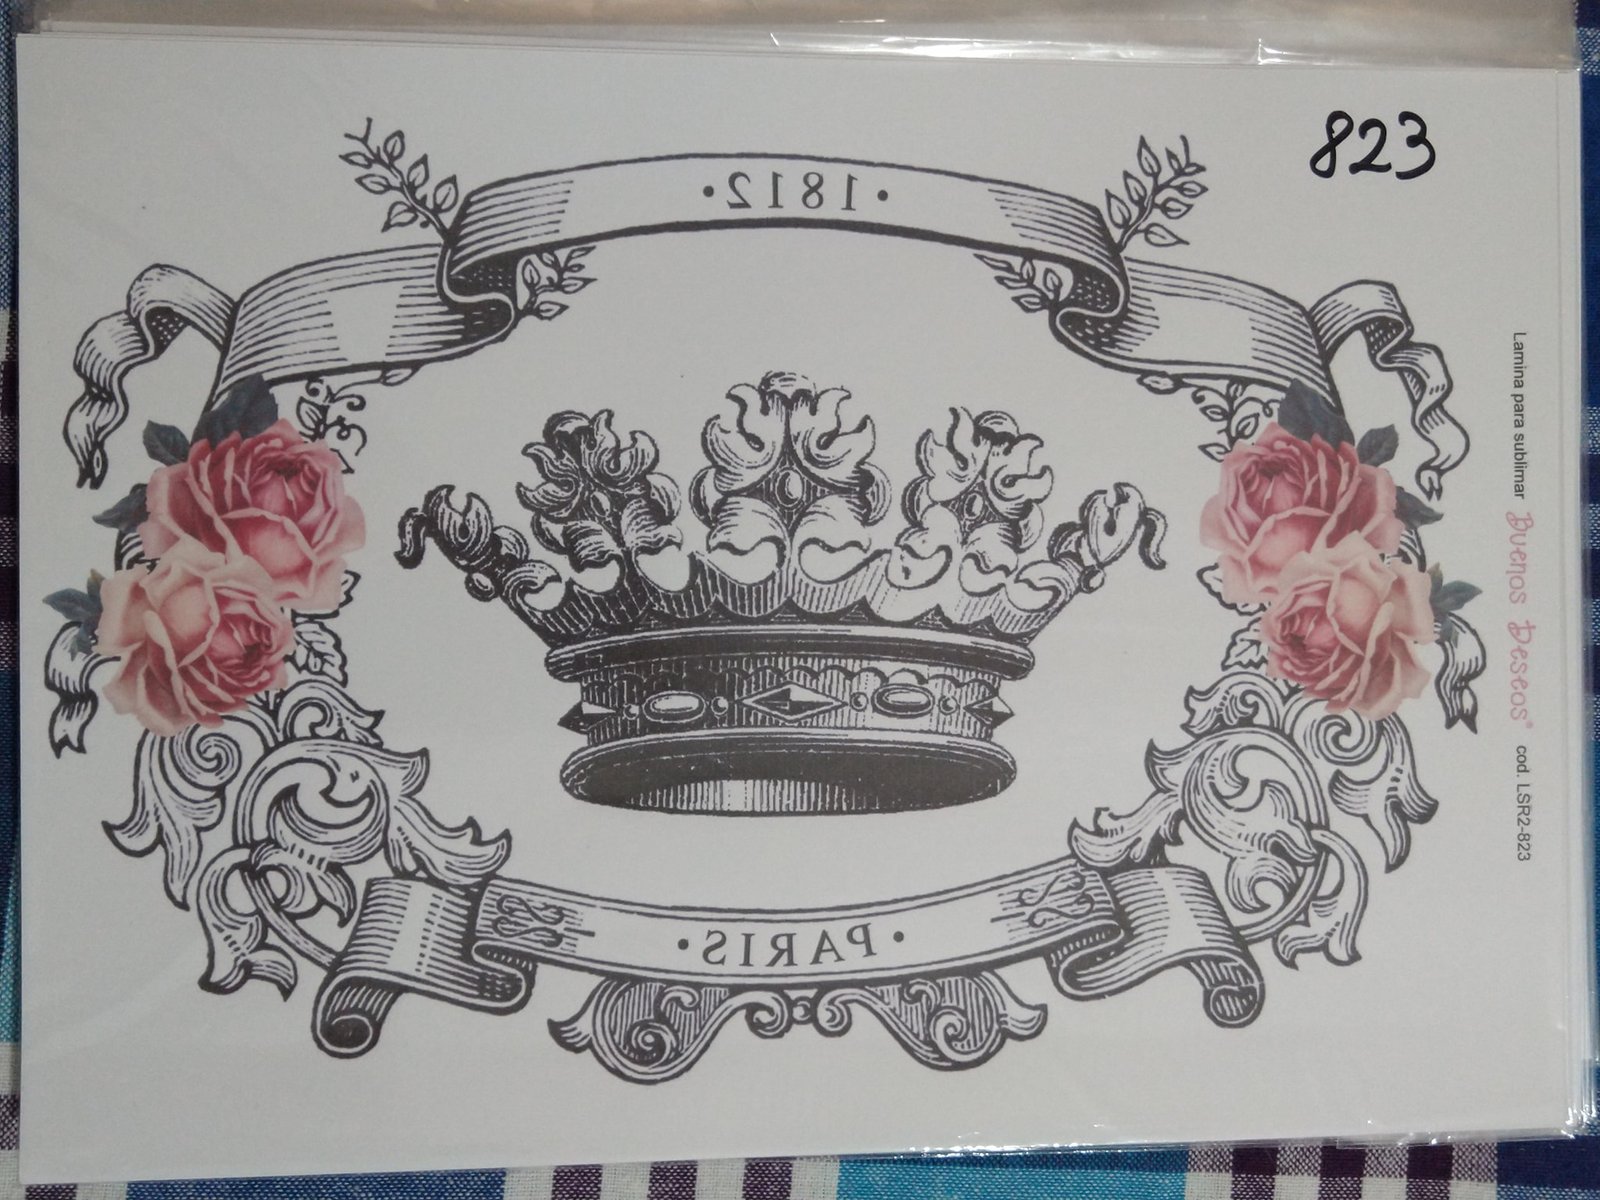 823
• 1812 •
• PARIS •
Lamina para sublimar Buenos Deseos® cod. LSR2-823